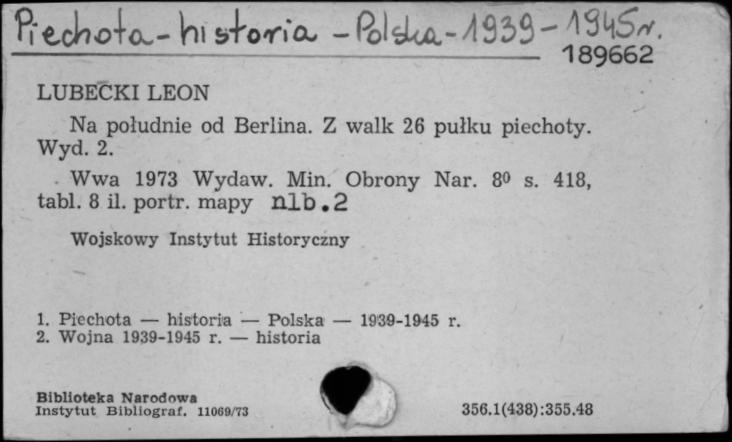 Piechota - historia - Polska - 1939 - 1945 r.
189662
LUBECKI LEON
Na południe od Berlina. Z walk 26 pułku piechoty.
Wyd. 2.
Wwa 1973 Wydaw. Min. Obrony Nar. 8⁰ s. 418,
tabl. 8 il. portr. mapy nlb.2
Wojskowy Instytut Historyczny
1. Piechota — historia — Polska — 1939-1945 r.
2. Wojna 1939-1945 r. — historia
Biblioteka Narodowa
Instytut Bibliograf. 11069/73
356.1(438):355.48